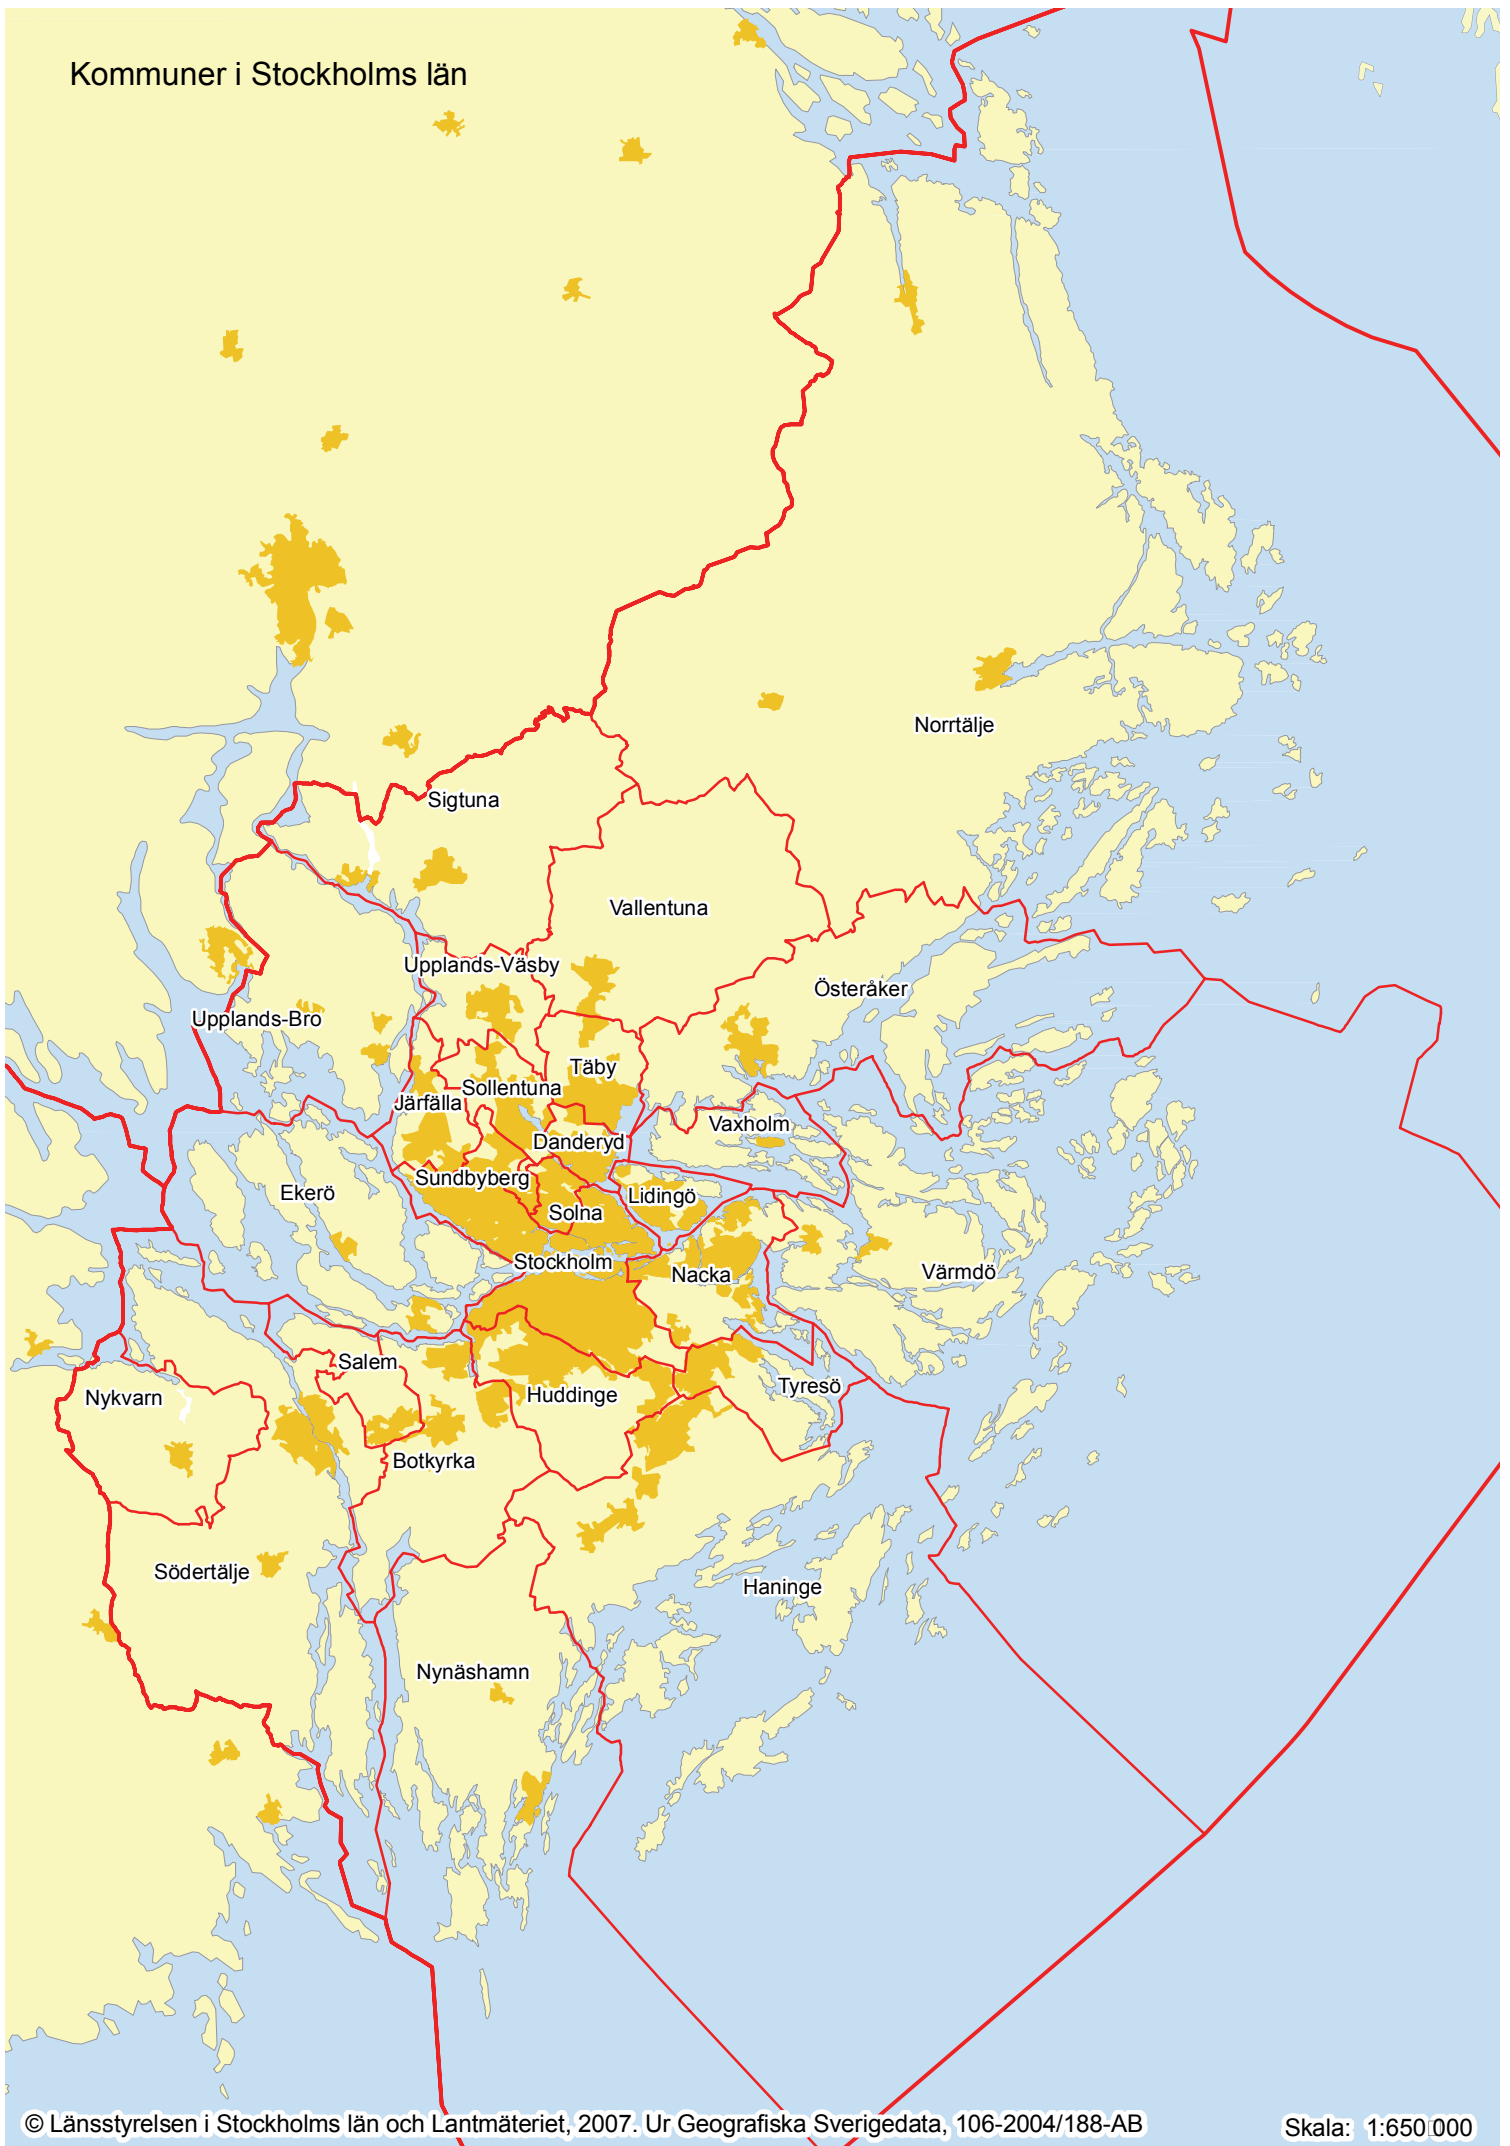 Kommuner i Stockholms län
Norrtälje
Sigtuna
Vallentuna
Upplands-Väsby
Österåker
Upplands-Bro
Täby
Sollentuna
Järfälla
Vaxholm
Danderyd
Sundbyberg
Ekerö
Lidingö
Solna
Stockholm
Nacka
Värmdö
Salem
Tyresö
Nykvarn
Huddinge
Botkyrka
Södertälje
Haninge
Nynäshamn
© Länsstyrelsen i Stockholms län och Lantmäteriet, 2007. Ur Geografiska Sverigedata, 106-2004/188-AB
Skala: 1:650 000